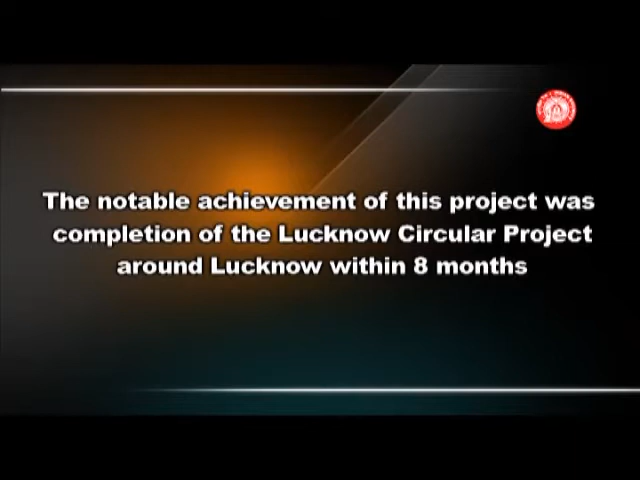 The notable achievement of this project was
completion of the Lucknow Circular Project
around Lucknow within 8 months